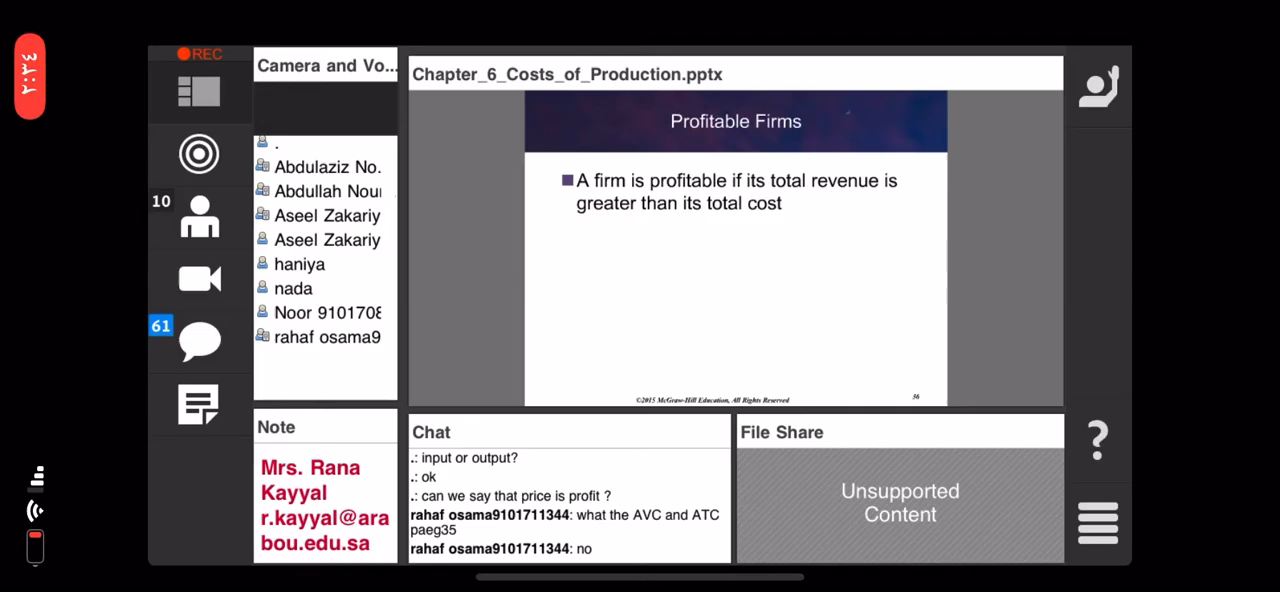 ٢:٣٤
REC
Camera and Vo...
10
61
.
Abdulaziz No.
Abdullah Nour
Aseel Zakariy
Aseel Zakariy
haniya
nada
Noor 9101708
rahaf osama9
Chapter_6_Costs_of_Production.pptx
Profitable Firms
A firm is profitable if its total revenue is
greater than its total cost
©2015 McGraw-Hill Education, All Rights Reserved
36
Note
Mrs. Rana
Kayyal
r.kayyal@ara
bou.edu.sa
Chat
.: input or output?
.: ok
.: can we say that price is profit ?
rahaf osama9101711344: what the AVC and ATC
paeg35
rahaf osama9101711344: no
File Share
Unsupported
Content
?